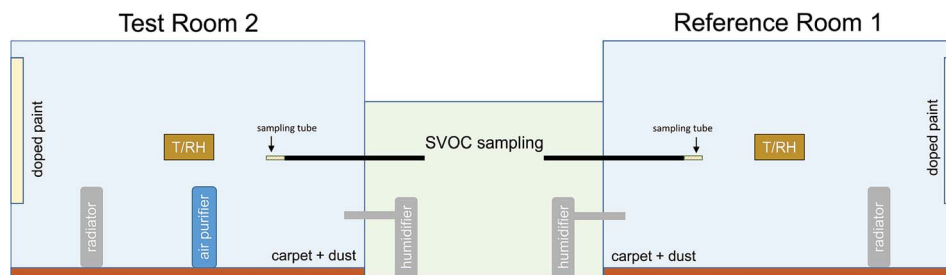 Test Room 2
Reference Room 1
doped paint
T/RH
sampling tube
SVOC sampling
sampling tube
T/RH
doped paint
radiator
air purifier
humidifier
humidifier
radiator
carpet + dust
carpet + dust